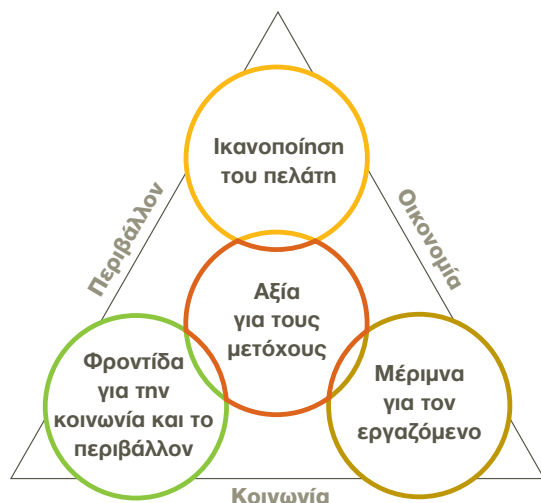 Ικανοποίηση
του πελάτη
Περιβάλλον
Οικονομία
Αξία
για τους
μετόχους
Φροντίδα
για την
κοινωνία και το
περιβάλλον
Μέριμνα
για τον
εργαζόμενο
Κοινωνία